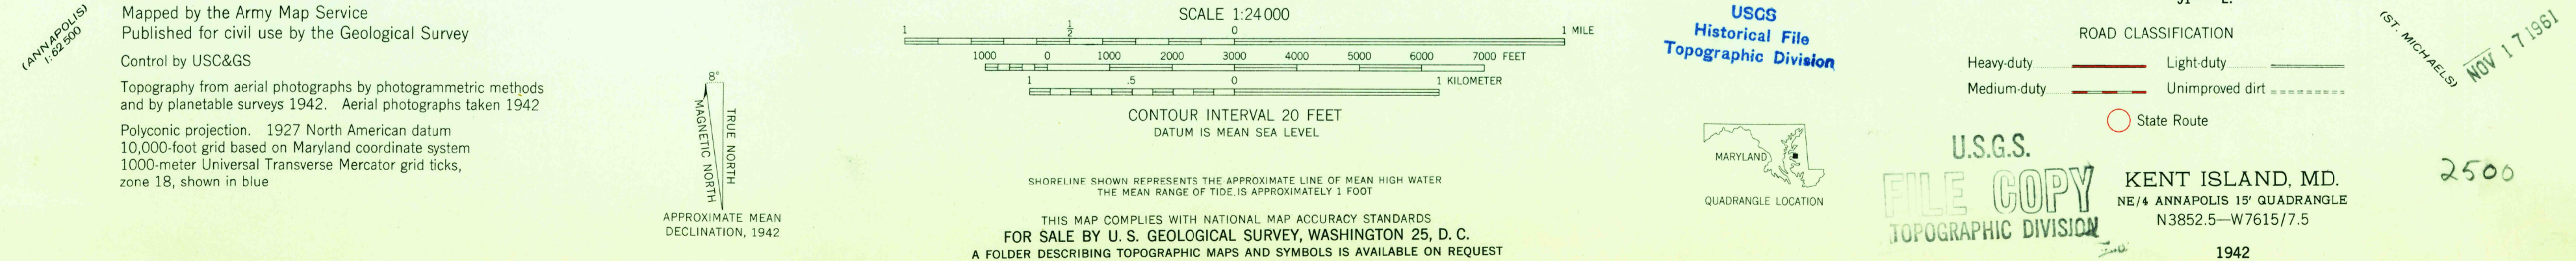 (ANNAPOLIS)
1:62 500
Mapped by the Army Map Service
Published for civil use by the Geological Survey
Control by USC&GS
Topography from aerial photographs by photogrammetric methods
and by planetable surveys 1942. Aerial photographs taken 1942
Polyconic projection. 1927 North American datum
10,000-foot grid based on Maryland coordinate system
1000-meter Universal Transverse Mercator grid ticks,
zone 18, shown in blue
8°
TRUE NORTH
MAGNETIC NORTH
APPROXIMATE MEAN
DECLINATION, 1942
SCALE 1:24 000
1 ½ 0 1 MILE
1000 0 1000 2000 3000 4000 5000 6000 7000 FEET
1 .5 0 1 KILOMETER
CONTOUR INTERVAL 20 FEET
DATUM IS MEAN SEA LEVEL
SHORELINE SHOWN REPRESENTS THE APPROXIMATE LINE OF MEAN HIGH WATER
THE MEAN RANGE OF TIDE IS APPROXIMATELY 1 FOOT
THIS MAP COMPLIES WITH NATIONAL MAP ACCURACY STANDARDS
FOR SALE BY U. S. GEOLOGICAL SURVEY, WASHINGTON 25, D. C.
A FOLDER DESCRIBING TOPOGRAPHIC MAPS AND SYMBOLS IS AVAILABLE ON REQUEST
USGS
Historical File
Topographic Division
MARYLAND
QUADRANGLE LOCATION
ROAD CLASSIFICATION
Heavy-duty Light-duty
Medium-duty Unimproved dirt
State Route
U.S.G.S.
FILE COPY
TOPOGRAPHIC DIVISION
KENT ISLAND, MD.
NE/4 ANNAPOLIS 15' QUADRANGLE
N3852.5—W7615/7.5
1942
(ST. MICHAELS)
NOV 17 1961
2500